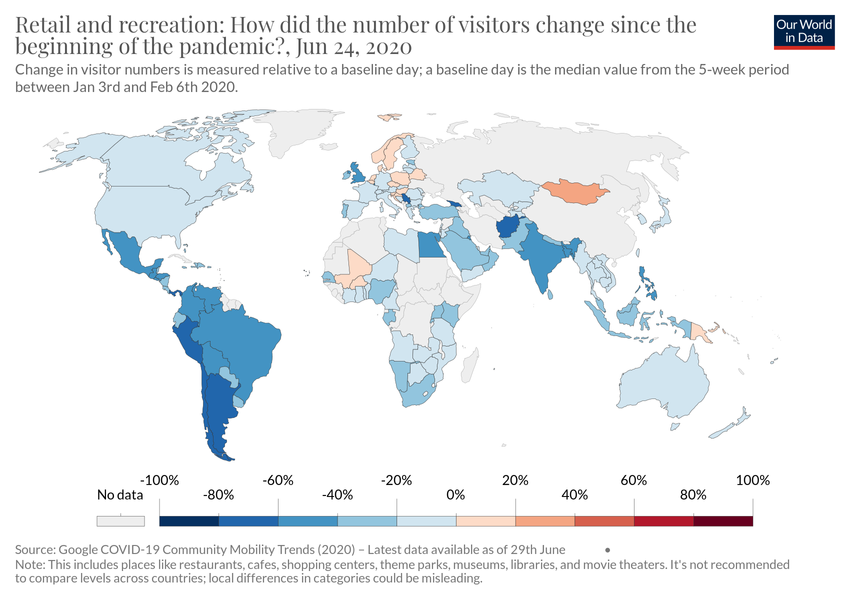 Retail and recreation: How did the number of visitors change since the
beginning of the pandemic?, Jun 24, 2020
Our World
in Data
Change in visitor numbers is measured relative to a baseline day; a baseline day is the median value from the 5-week period
between Jan 3rd and Feb 6th 2020.
-100% -60% -20% 20% 60% 100%
No data -80% -40% 0% 40% 80%
Source: Google COVID-19 Community Mobility Trends (2020) – Latest data available as of 29th June
Note: This includes places like restaurants, cafes, shopping centers, theme parks, museums, libraries, and movie theaters. It's not recommended
to compare levels across countries; local differences in categories could be misleading.